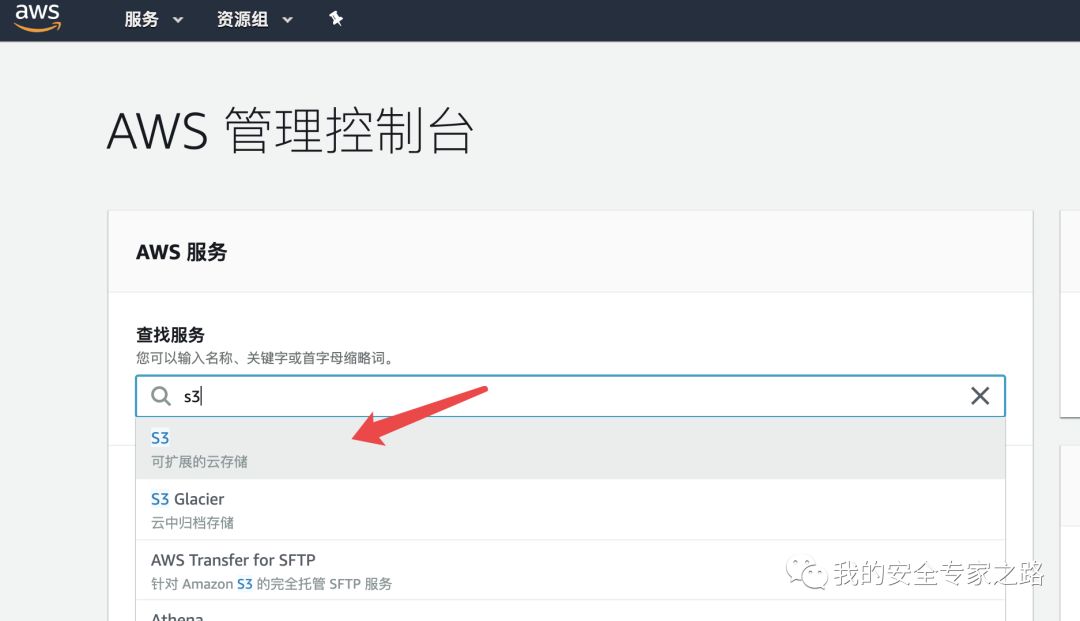 aws 服务 资源组
AWS 管理控制台
AWS 服务
查找服务
您可以输入名称、关键字或首字母缩略词。
s3
S3
可扩展的云存储
S3 Glacier
云中归档存储
AWS Transfer for SFTP
针对 Amazon S3 的完全托管 SFTP 服务
我的安全专家之路
Athena